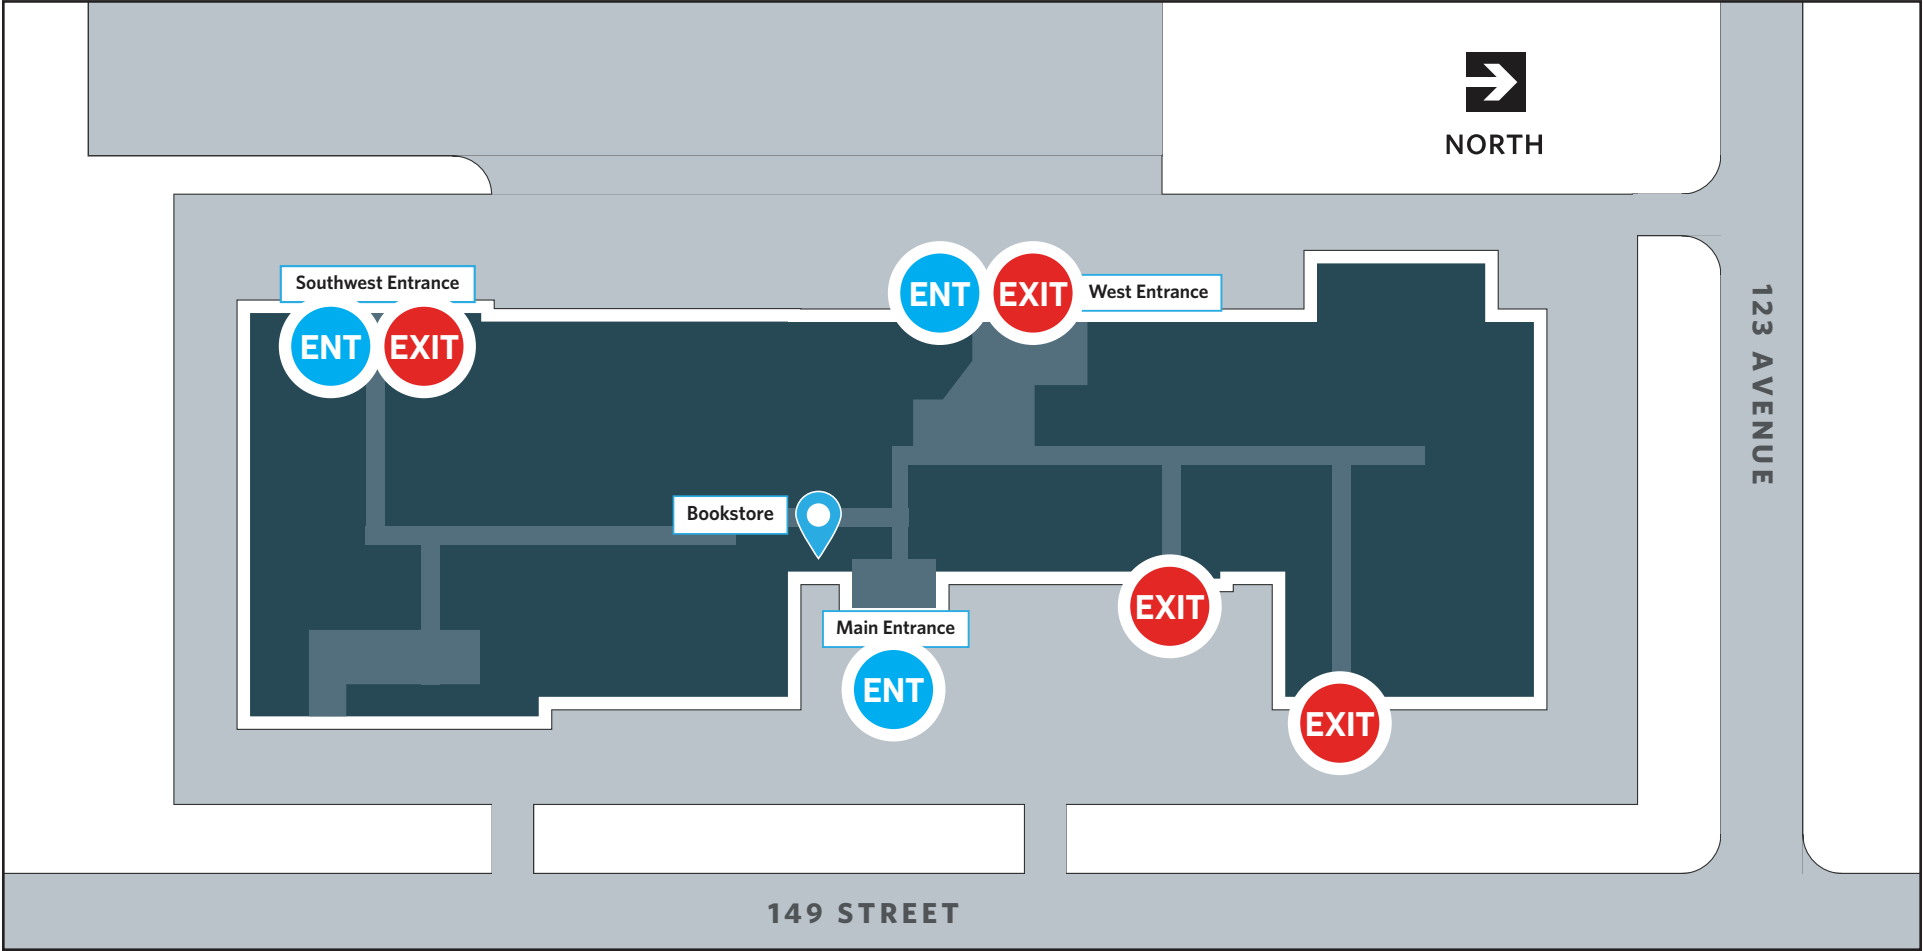 NORTH
Southwest Entrance
ENT
EXIT
ENT
EXIT
West Entrance
123 AVENUE
Bookstore
Main Entrance
ENT
EXIT
EXIT
149 STREET